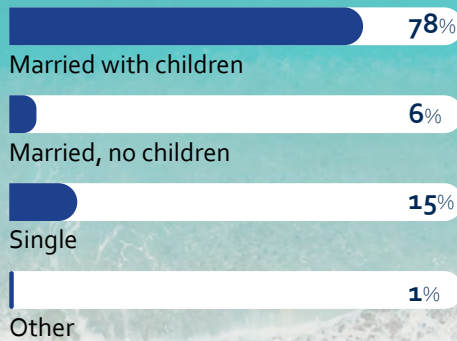 78%
Married with children
6%
Married, no children
15%
Single
1%
Other